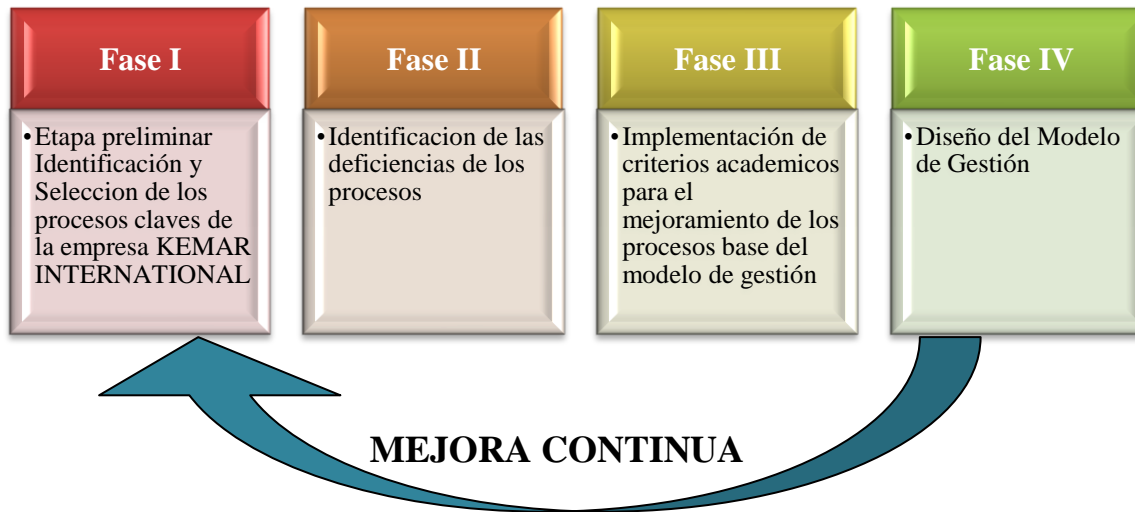 Fase I
•Etapa preliminar
Identificación y
Seleccion de los
procesos claves de
la empresa KEMAR
INTERNATIONAL
Fase II
•Identificacion de las
deficiencias de los
procesos
Fase III
•Implementación de
criterios academicos
para el
mejoramiento de los
procesos base del
modelo de gestión
Fase IV
•Diseño del Modelo
de Gestión
MEJORA CONTINUA